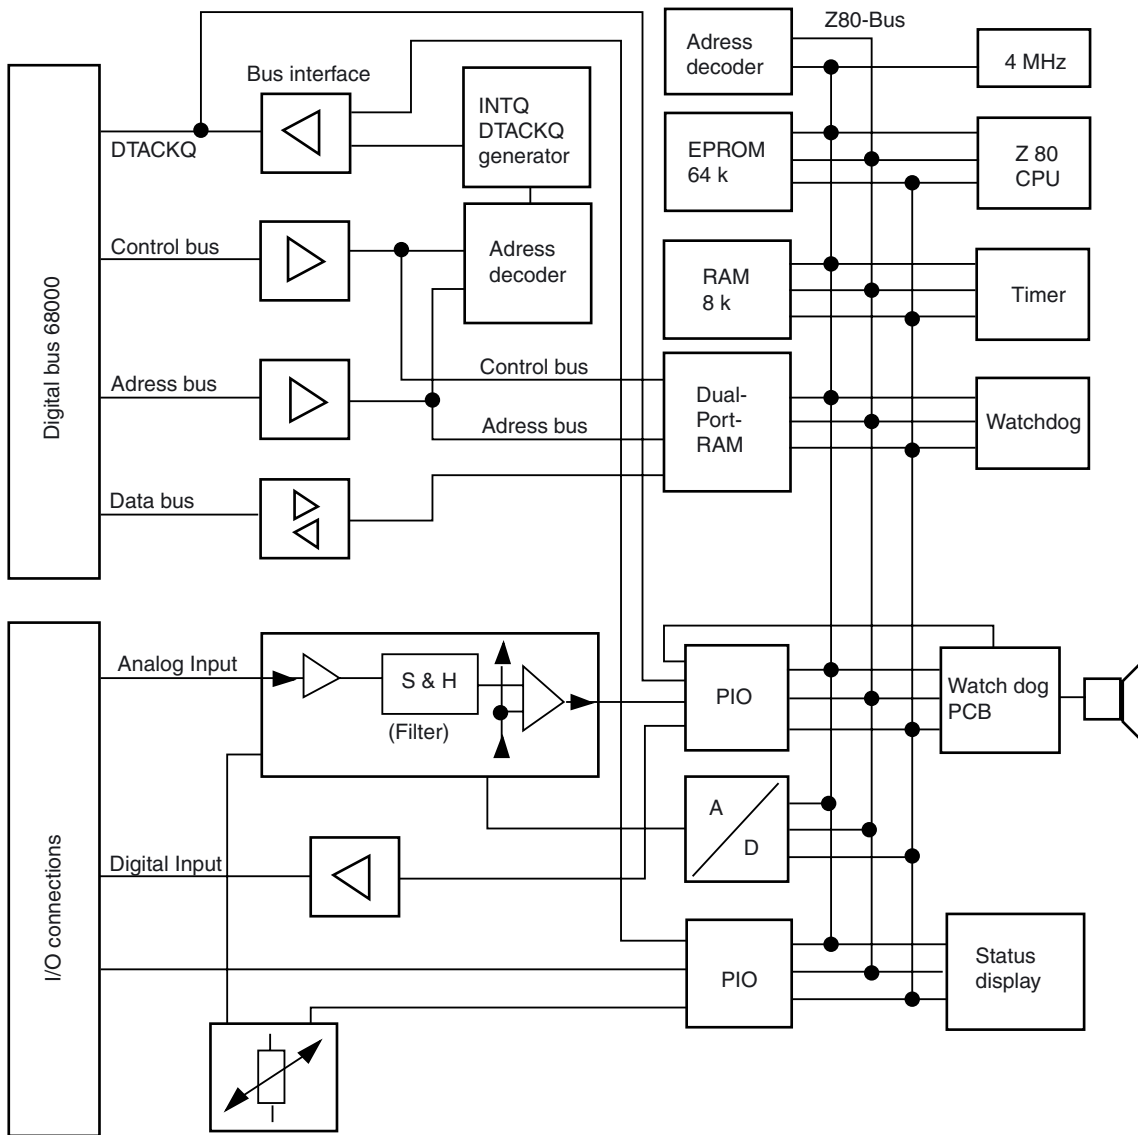 Z80-Bus
Adress
decoder
4 MHz
Bus interface
INTQ
DTACKQ
generator
DTACKQ
EPROM
64 k
Z 80
CPU
Digital bus 68000
Control bus
Adress
decoder
RAM
8 k
Timer
Control bus
Adress bus
Adress bus
Dual-
Port-
RAM
Watchdog
Data bus
I/O connections
Analog Input
S & H
(Filter)
PIO
Watch dog
PCB
A
D
Digital Input
PIO
Status
display